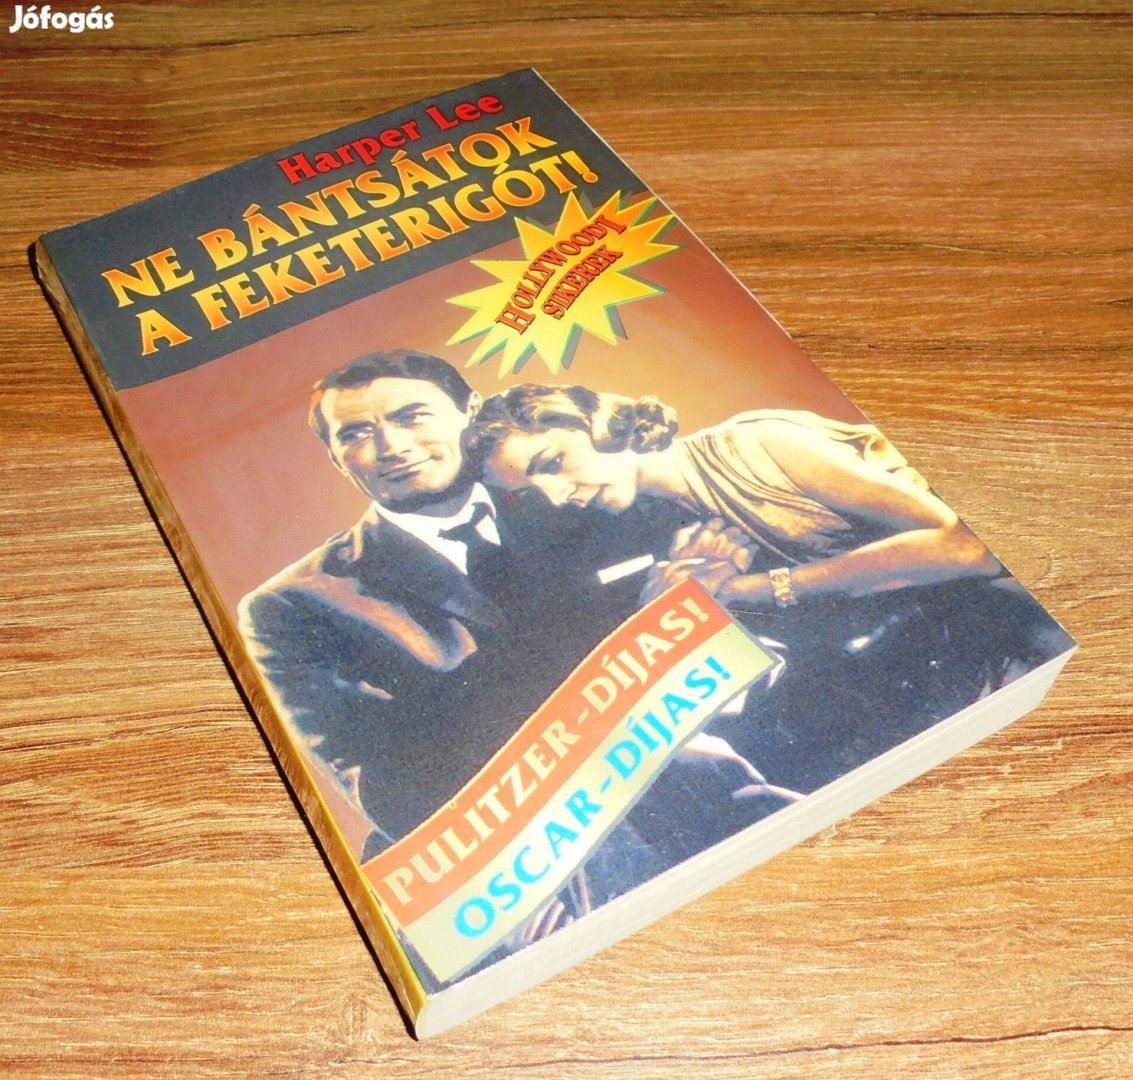 Jófogás
Harper Lee
NE BÁNTSÁTOK
A FEKETERIGÓT!
HOLLYWOODI
SIKEREK
PULITZER-DÍJAS!
OSCAR-DÍJAS!